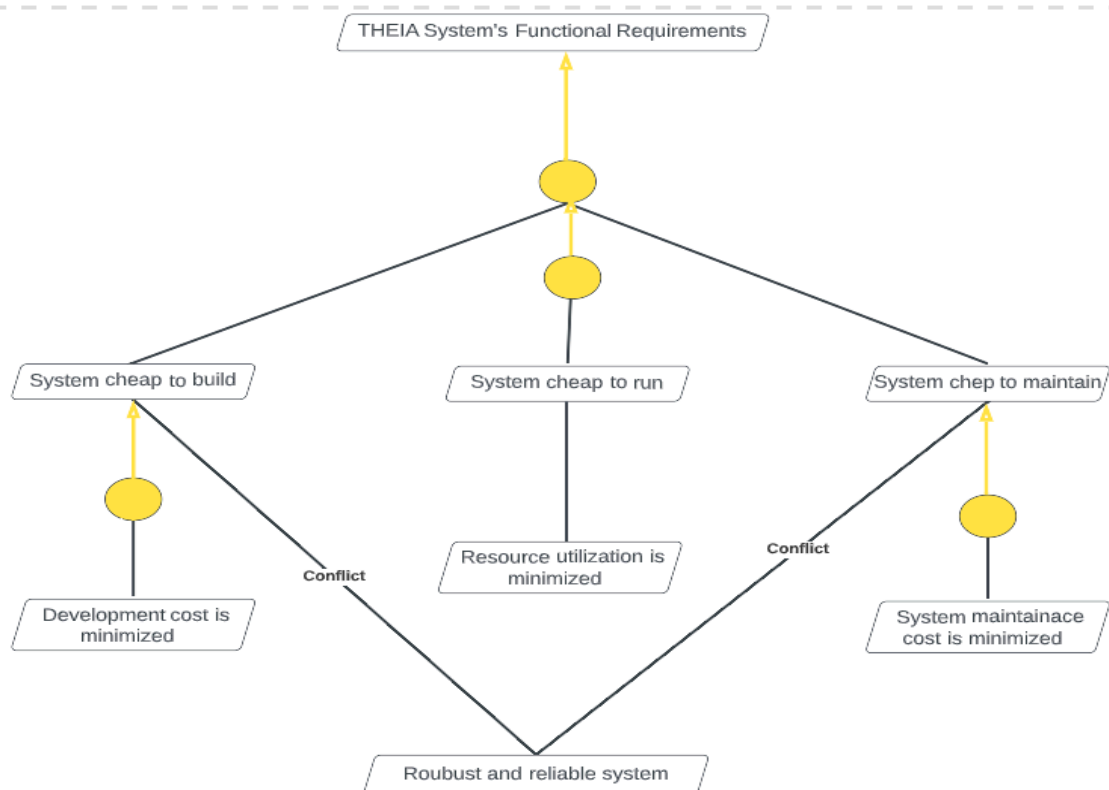 THEIA System's Functional Requirements
System cheap to build
System cheap to run
System chep to maintain
Conflict
Conflict
Resource utilization is
minimized
Development cost is
minimized
System maintainace
cost is minimized
Roubust and reliable system